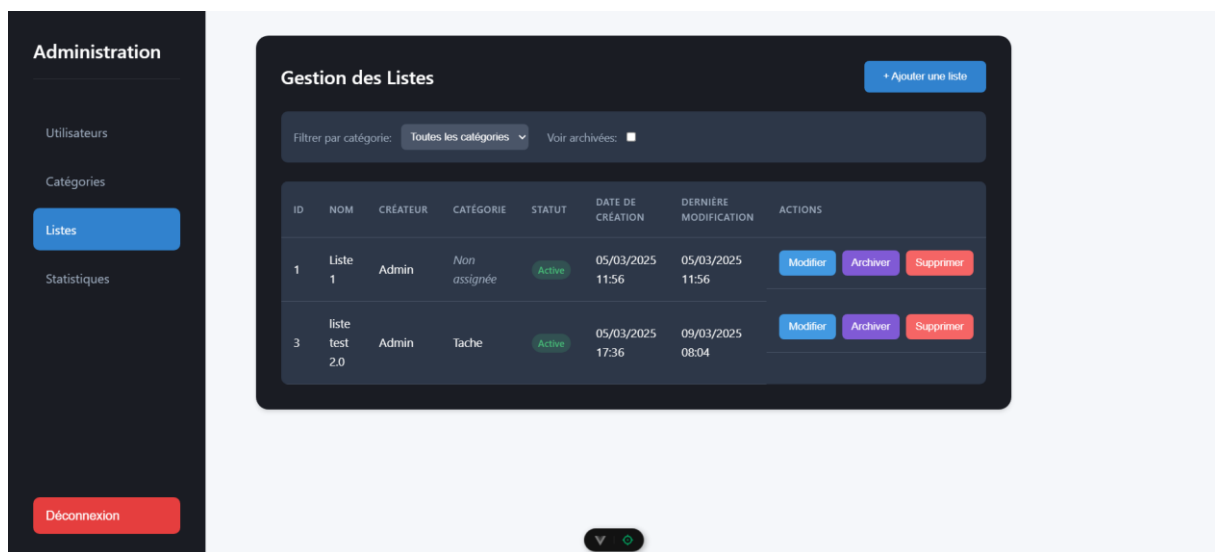 Administration
Utilisateurs
Catégories
Listes
Statistiques
Déconnexion
Gestion des Listes
+ Ajouter une liste
Filtrer par catégorie: Toutes les catégories Voir archivées:
ID NOM CRÉATEUR CATÉGORIE STATUT DATE DE CRÉATION DERNIÈRE MODIFICATION ACTIONS
1 Liste 1 Admin Non assignée Active 05/03/2025 11:56 05/03/2025 11:56 Modifier Archiver Supprimer
3 liste test 2.0 Admin Tache Active 05/03/2025 17:36 09/03/2025 08:04 Modifier Archiver Supprimer